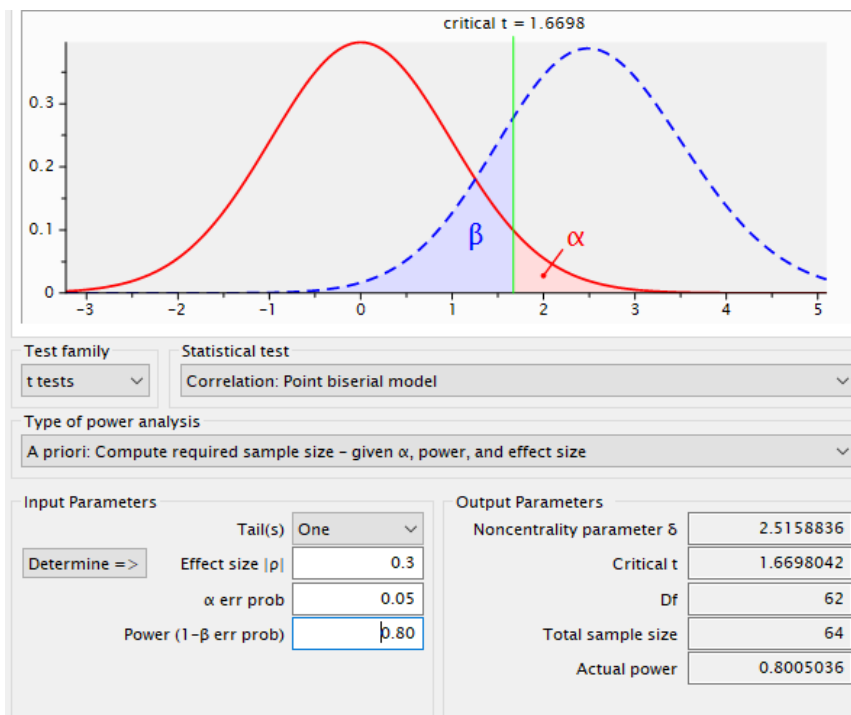 critical t = 1.6698
0.3
0.2
0.1
0
β
α
-3 -2 -1 0 1 2 3 4 5
Test family
Statistical test
t tests
Correlation: Point biserial model
Type of power analysis
A priori: Compute required sample size - given α, power, and effect size
Input Parameters
Output Parameters
Tail(s) One
Noncentrality parameter δ 2.5158836
Determine => Effect size |ρ| 0.3
Critical t 1.6698042
α err prob 0.05
Df 62
Power (1-β err prob) 0.80
Total sample size 64
Actual power 0.8005036